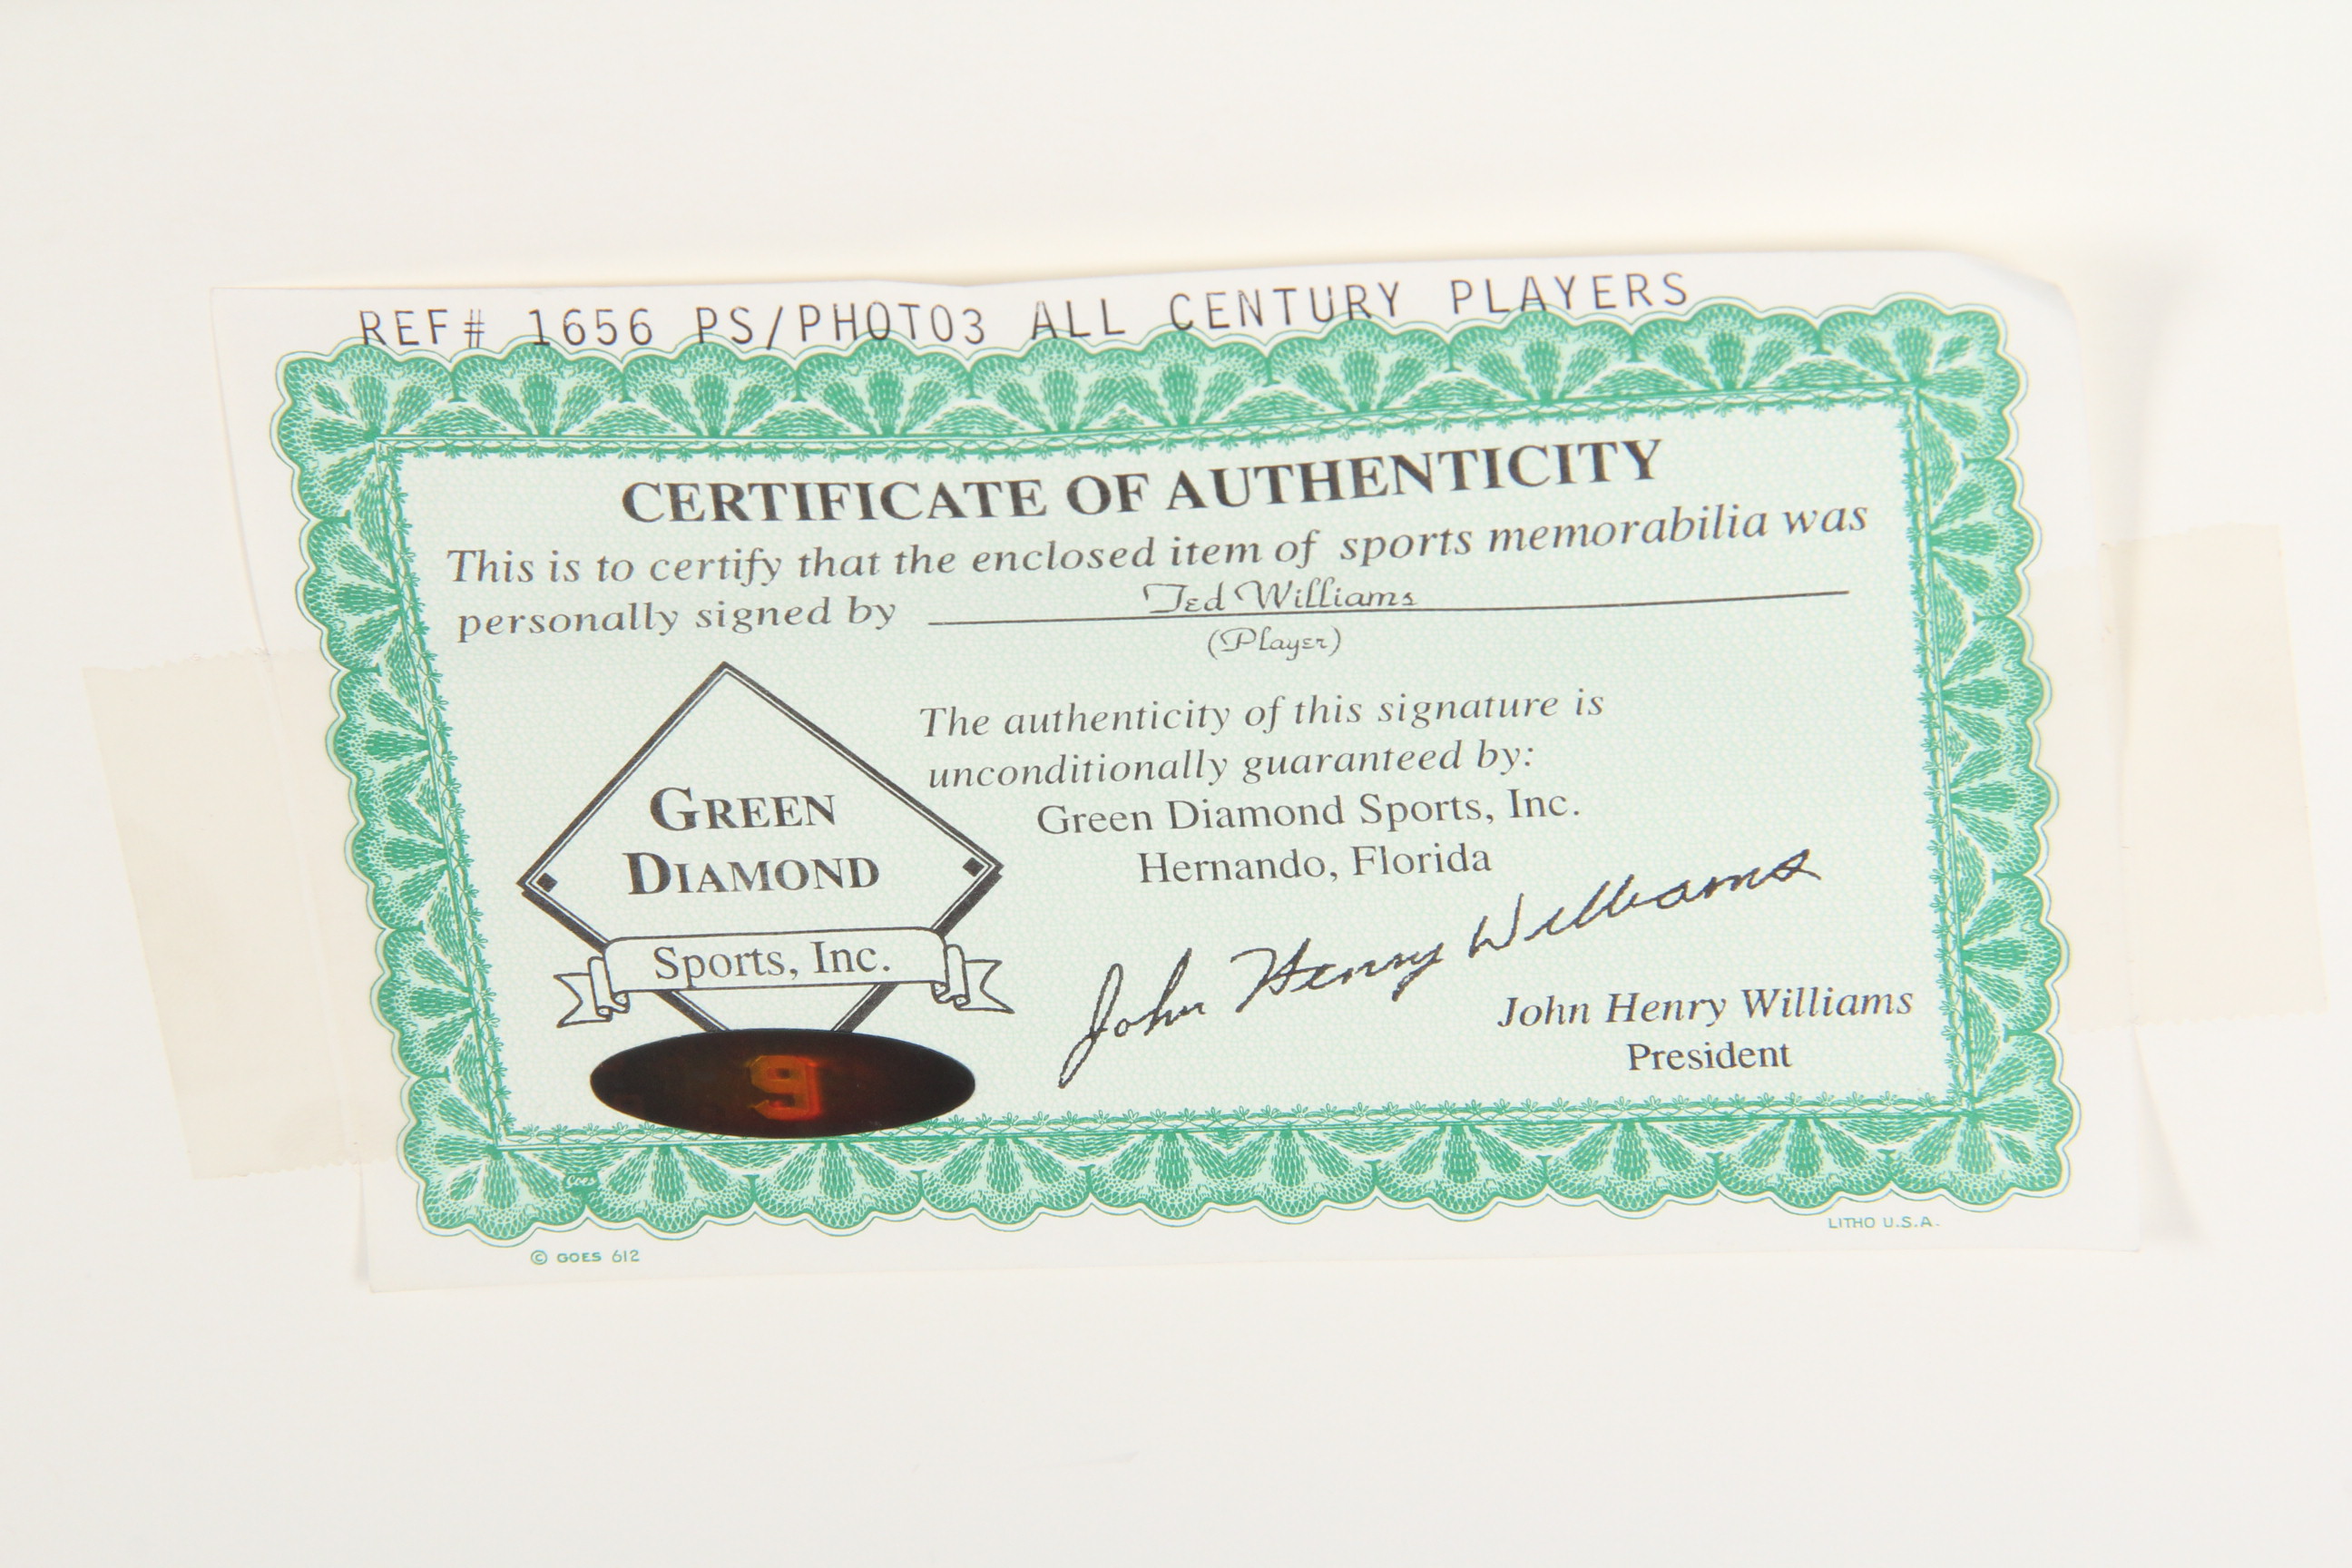 REF# 1656 PS/PHOTO3 ALL CENTURY PLAYERS
CERTIFICATE OF AUTHENTICITY
This is to certify that the enclosed item of sports memorabilia was
personally signed by Ted Williams
(Player)
The authenticity of this signature is
unconditionally guaranteed by:
Green Diamond Sports, Inc.
Hernando, Florida
GREEN
DIAMOND
Sports, Inc.
John Henry Williams
John Henry Williams
President
9
Goes
© GOES 612
LITHO U.S.A.